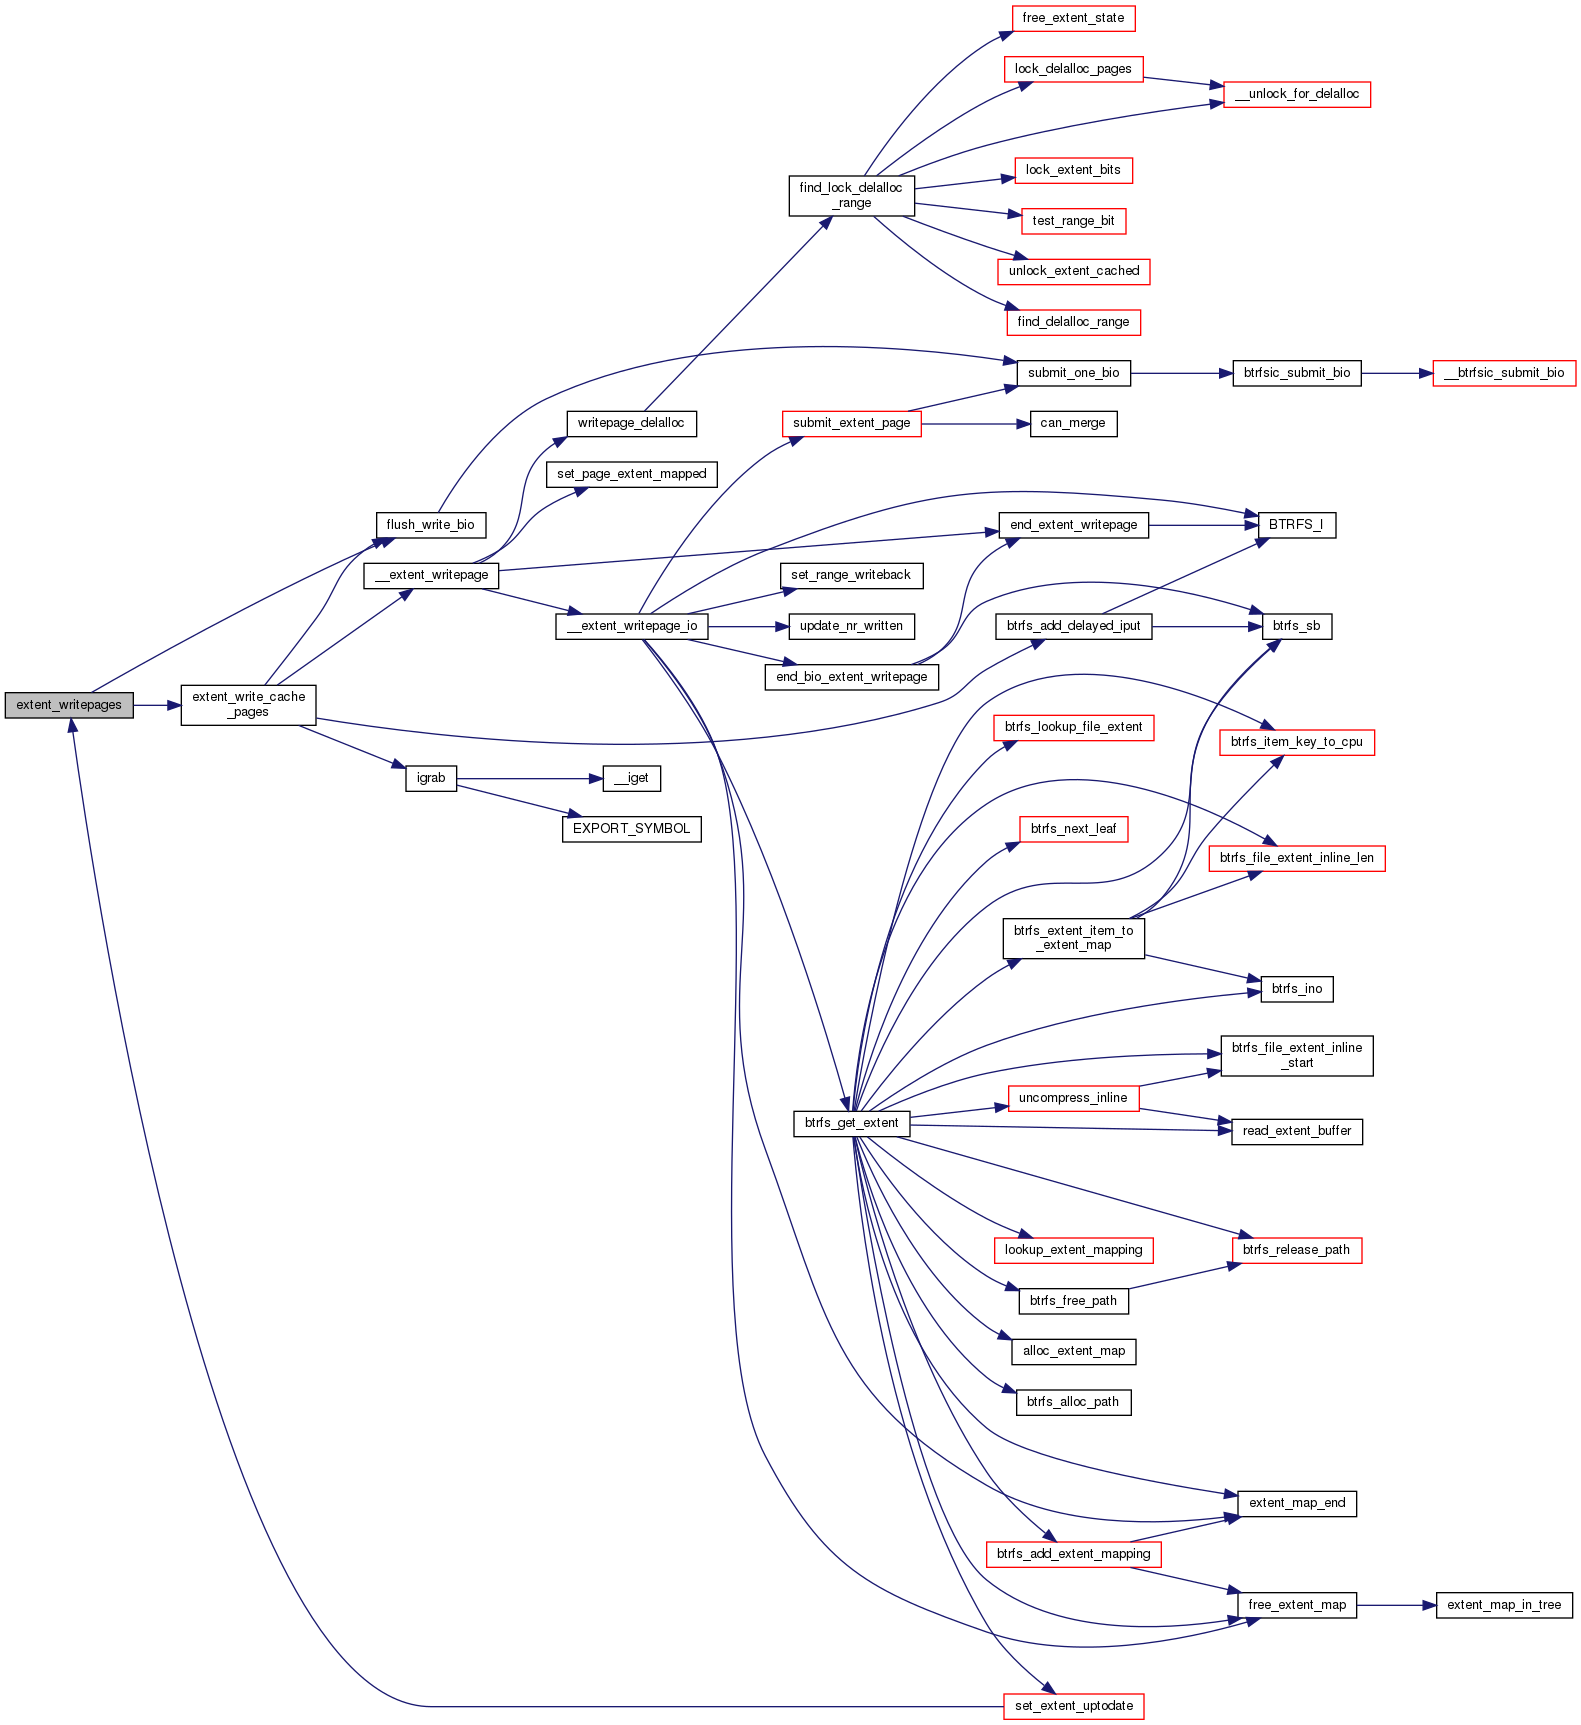 free_extent_state
lock_delalloc_pages
__unlock_for_delalloc
lock_extent_bits
find_lock_delalloc
_range
test_range_bit
unlock_extent_cached
find_delalloc_range
submit_one_bio
btrfsic_submit_bio
__btrfsic_submit_bio
writepage_delalloc
submit_extent_page
can_merge
set_page_extent_mapped
flush_write_bio
end_extent_writepage
BTRFS_I
__extent_writepage
set_range_writeback
__extent_writepage_io
update_nr_written
btrfs_add_delayed_iput
btrfs_sb
end_bio_extent_writepage
extent_writepages
extent_write_cache
_pages
btrfs_lookup_file_extent
btrfs_item_key_to_cpu
igrab
__iget
EXPORT_SYMBOL
btrfs_next_leaf
btrfs_file_extent_inline_len
btrfs_extent_item_to
_extent_map
btrfs_ino
btrfs_file_extent_inline
_start
uncompress_inline
btrfs_get_extent
read_extent_buffer
lookup_extent_mapping
btrfs_release_path
btrfs_free_path
alloc_extent_map
btrfs_alloc_path
extent_map_end
btrfs_add_extent_mapping
free_extent_map
extent_map_in_tree
set_extent_uptodate